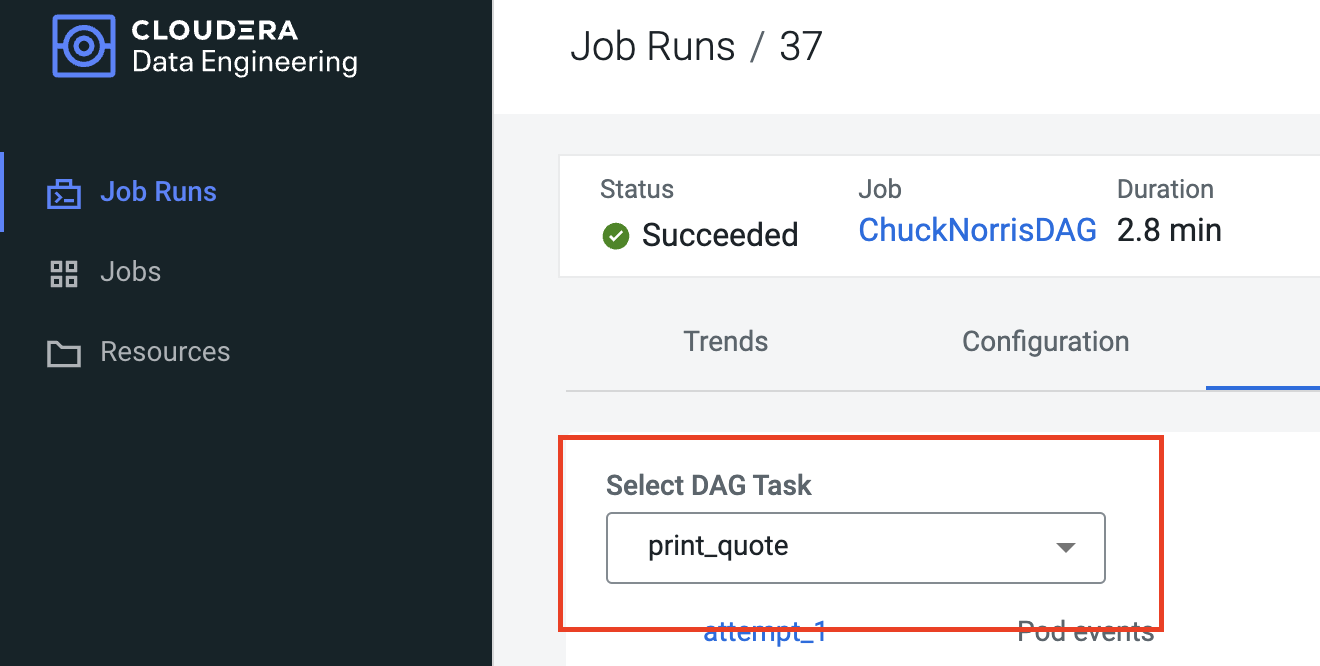 CLOUDERA
Data Engineering
Job Runs
Jobs
Resources
Job Runs / 37
Status
Job
Duration
Succeeded
ChuckNorrisDAG
2.8 min
Trends
Configuration
Select DAG Task
print_quote
attempt_1
Pod events